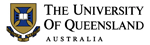 THE UNIVERSITY
OF QUEENSLAND
AUSTRALIA